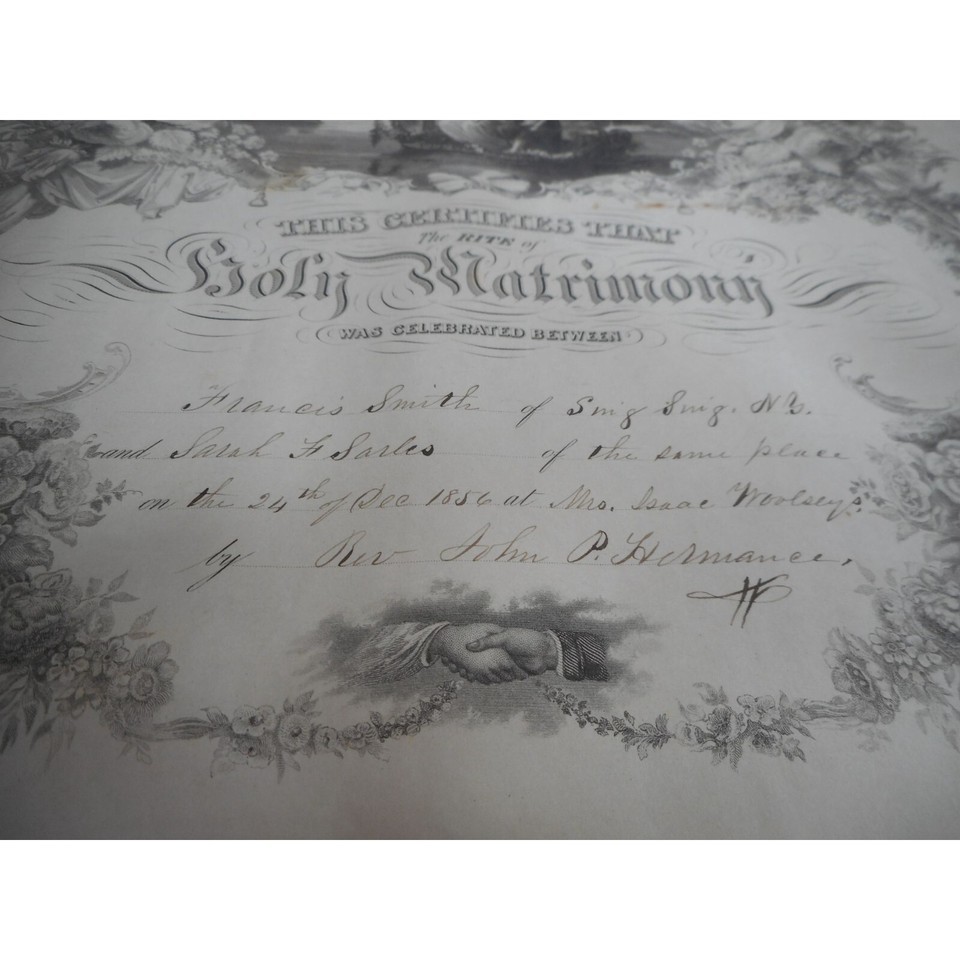 THIS CERTIFIES THAT
The RITE of
Holy Matrimony
WAS CELEBRATED BETWEEN
Francis Smith of Sing Sing. NY.
and Sarah F Sarles of the same place
on the 24th of Dec 1856 at Mrs. Isaac Woolsey's.
by Rev John P. Hermance.